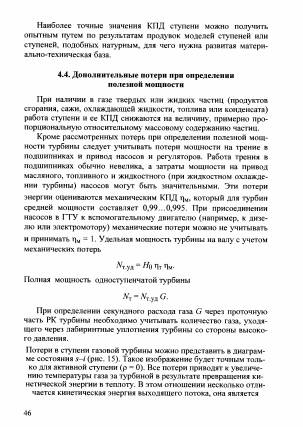 Наиболее точные значения КПД ступени можно получить
опытным путем по результатам продувок моделей ступеней или
ступеней, подобных натурным, для чего нужна развитая матери-
ально-техническая база.
4.4. Дополнительные потери при определении
полезной мощности
При наличии в газе твердых или жидких частиц (продуктов
сгорания, сажи, охлаждающей жидкости, топлива или конденсата)
работа ступени и ее КПД снижаются на величину, примерно про-
порциональную относительному массовому содержанию частиц.
Кроме рассмотренных потерь при определении полезной мощ-
ности турбины следует учитывать потери мощности на трение в
подшипниках и привод насосов и регуляторов. Работа трения в
подшипниках обычно невелика, а затраты мощности на привод
масляного, топливного и жидкостного (при жидкостном охлажде-
нии турбины) насосов могут быть значительными. Эти потери
энергии оцениваются механическим КПД ηм, который для турбин
средней мощности составляет 0,99...0,995. При присоединении
насосов в ГТУ к вспомогательному двигателю (например, к дизе-
лю или электромотору) механические потери можно не учитывать
и принимать ηм = 1. Удельная мощность турбины на валу с учетом
механических потерь
Nт.уд = H0 ηт ηм.
Полная мощность одноступенчатой турбины
Nт = Nт.уд G.
При определении секундного расхода газа G через проточную
часть РК турбины необходимо учитывать количество газа, уходя-
щего через лабиринтные уплотнения турбины со стороны высоко-
го давления.
Потери в ступени газовой турбины можно представить в диаграм-
ме состояния s–i (рис. 15). Такое изображение будет точным толь-
ко для активной ступени (ρ = 0). Все потери приводят к увеличе-
нию температуры газа за турбиной в результате превращения ки-
нетической энергии в теплоту. В этом отношении несколько отли-
чается кинетическая энергия выходящего потока, она является
46